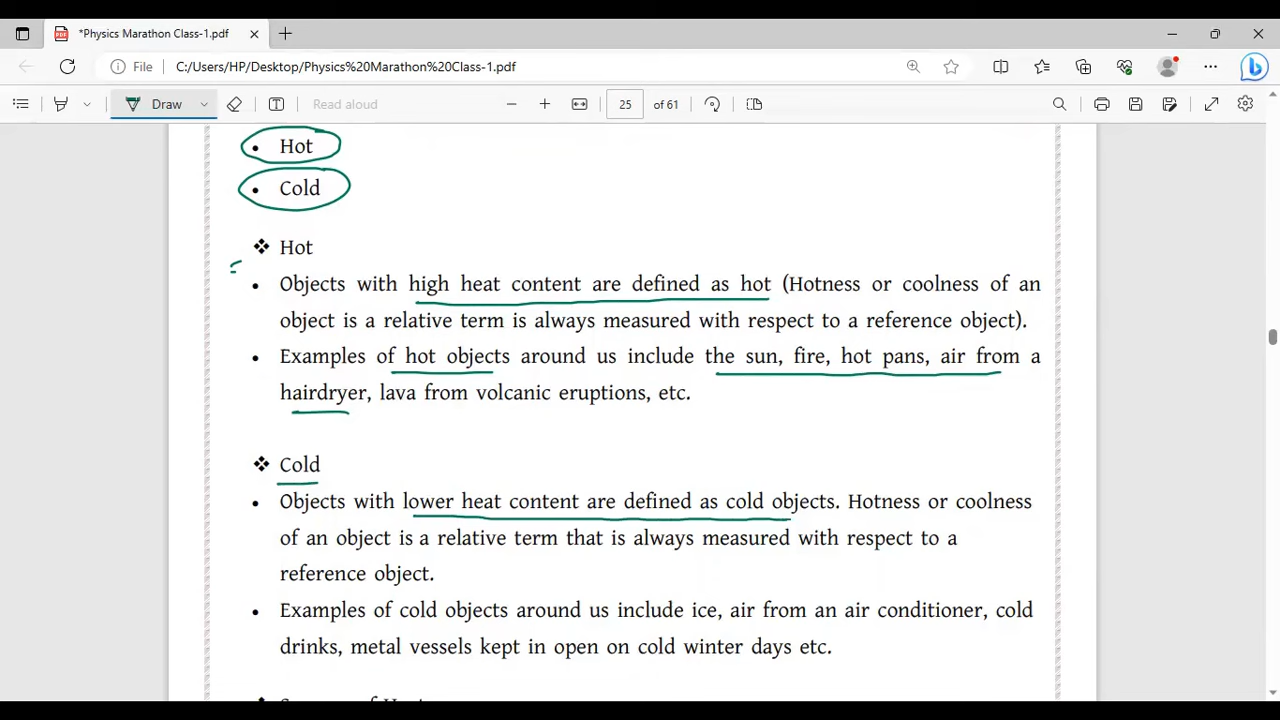 *Physics Marathon Class-1.pdf
File C:/Users/HP/Desktop/Physics%20Marathon%20Class-1.pdf
Draw Read aloud 25 of 61
• Hot
• Cold
❖ Hot
• Objects with high heat content are defined as hot (Hotness or coolness of an
object is a relative term is always measured with respect to a reference object).
• Examples of hot objects around us include the sun, fire, hot pans, air from a
hairdryer, lava from volcanic eruptions, etc.
❖ Cold
• Objects with lower heat content are defined as cold objects. Hotness or coolness
of an object is a relative term that is always measured with respect to a
reference object.
• Examples of cold objects around us include ice, air from an air conditioner, cold
drinks, metal vessels kept in open on cold winter days etc.